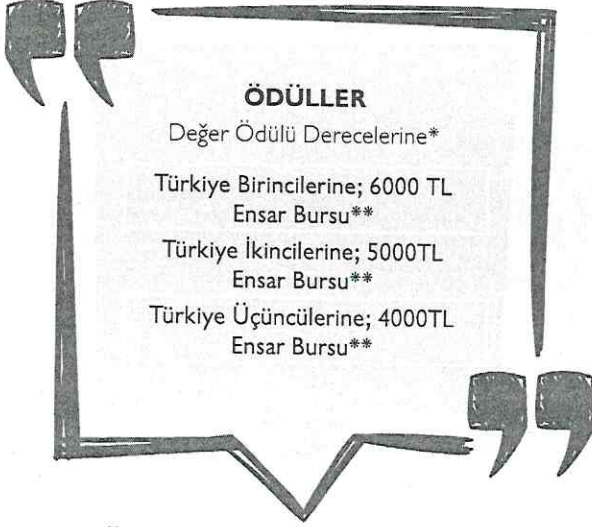 ÖDÜLLER
Değer Ödülü Derecelerine*
Türkiye Birincilerine; 6000 TL
Ensar Bursu**
Türkiye İkincilerine; 5000TL
Ensar Bursu**
Türkiye Üçüncülerine; 4000TL
Ensar Bursu**